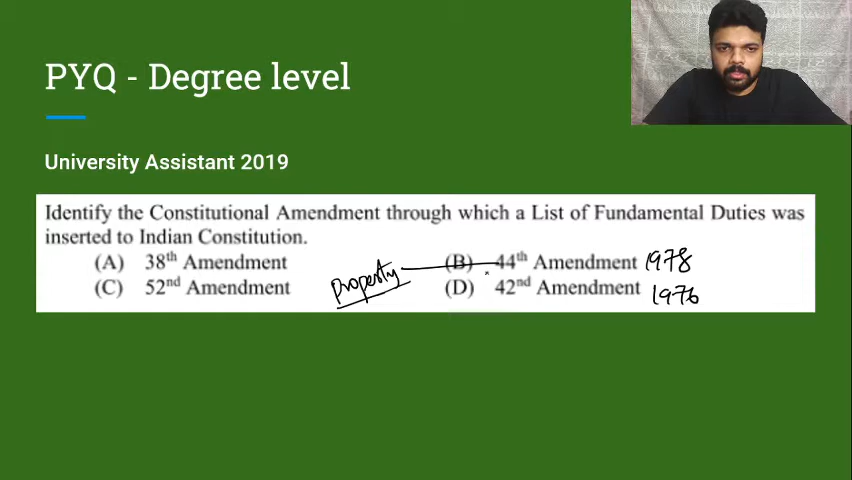 PYQ - Degree level
University Assistant 2019
Identify the Constitutional Amendment through which a List of Fundamental Duties was
inserted to Indian Constitution.
(A) 38th Amendment (B) 44th Amendment 1978
Property
(C) 52nd Amendment (D) 42nd Amendment 1976